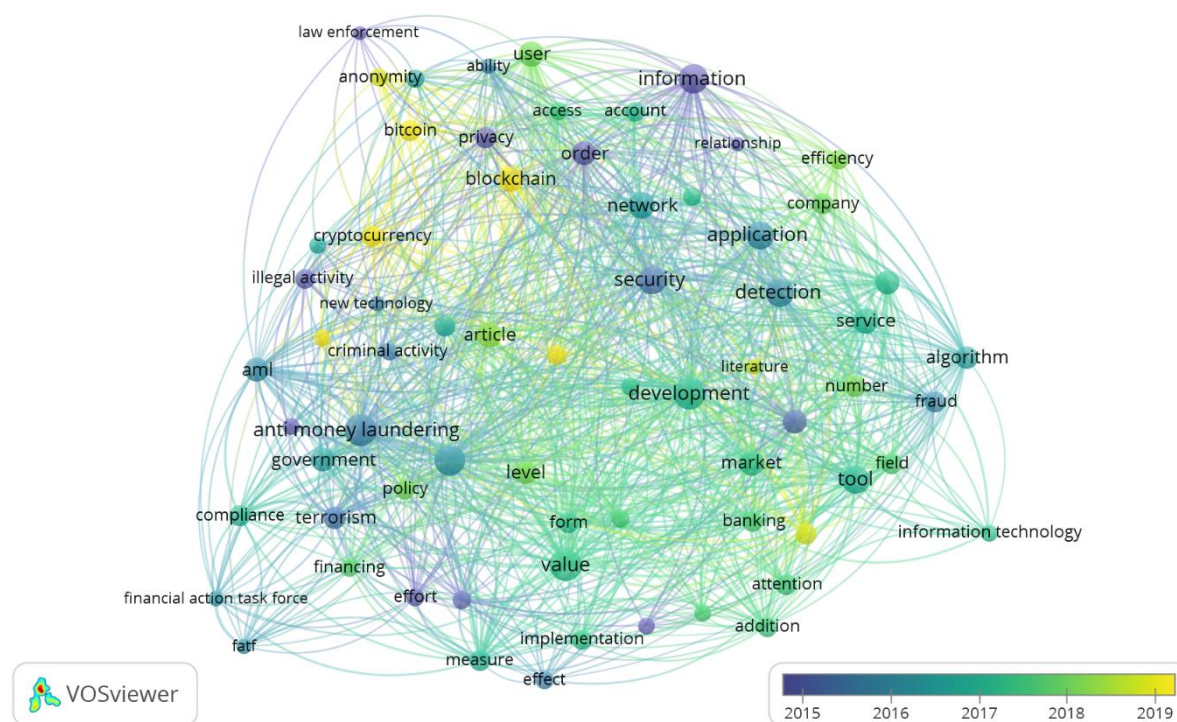 law enforcement
user
ability
anonymity
information
access
account
bitcoin
privacy
relationship
order
efficiency
blockchain
company
network
cryptocurrency
application
illegal activity
security
detection
new technology
article
service
criminal activity
algorithm
aml
literature
development
number
fraud
anti money laundering
government
level
market
field
policy
tool
compliance
terrorism
form
banking
information technology
financing
value
attention
financial action task force
effort
addition
implementation
fatf
measure
effect
VOSviewer
2015 2016 2017 2018 2019